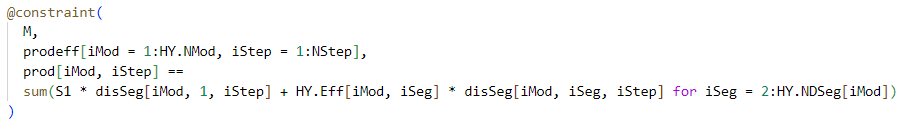 @constraint(
M,
prodeff[iMod = 1:HY.NMod, iStep = 1:NStep],
prod[iMod, iStep] ==
sum(S1 * disSeg[iMod, 1, iStep] + HY.Eff[iMod, iSeg] * disSeg[iMod, iSeg, iStep] for iSeg = 2:HY.NDSeg[iMod])
)